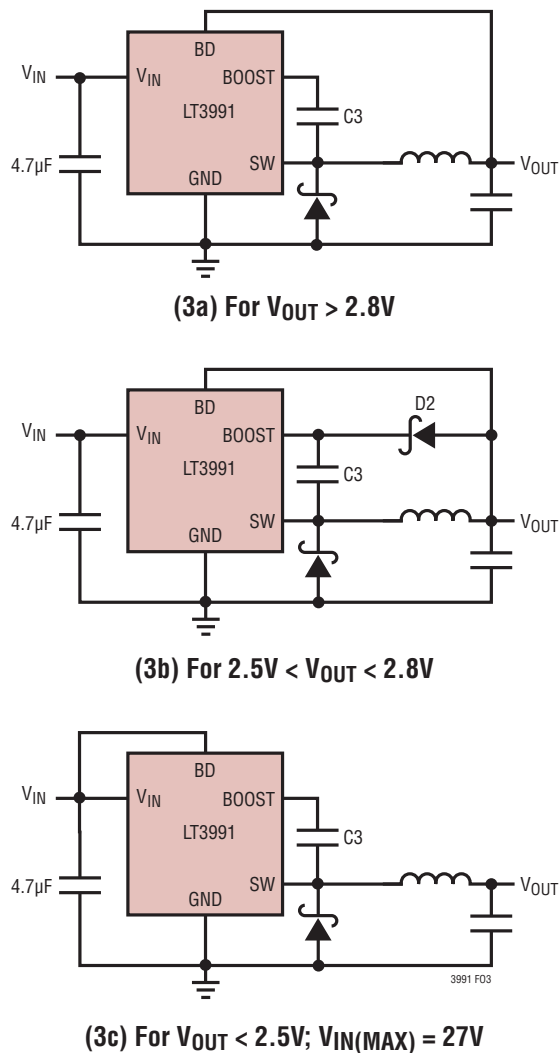 BD
V_IN V_IN BOOST
LT3991 C3
4.7µF SW V_OUT
GND
(3a) For V_OUT > 2.8V
BD D2
V_IN V_IN BOOST
LT3991 C3
4.7µF SW V_OUT
GND
(3b) For 2.5V < V_OUT < 2.8V
BD
V_IN V_IN BOOST
LT3991 C3
4.7µF SW V_OUT
GND
3991 F03
(3c) For V_OUT < 2.5V; V_IN(MAX) = 27V